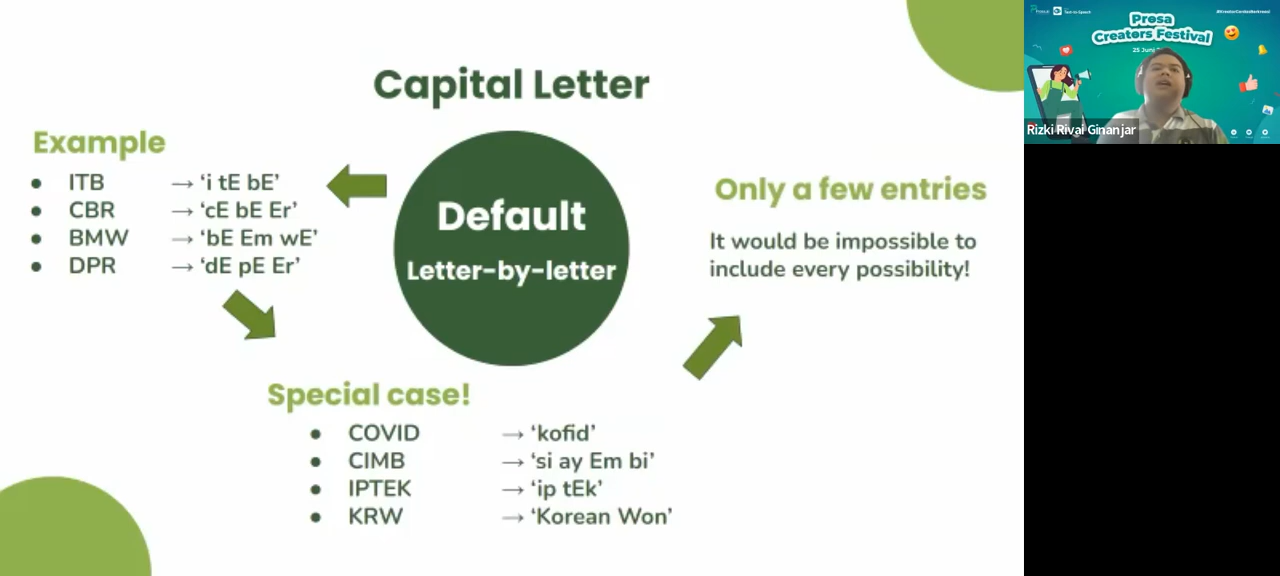 Capital Letter
Example
• ITB → ‘i tE bE’
• CBR → ‘cE bE Er’
• BMW → ‘bE Em wE’
• DPR → ‘dE pE Er’
Default
Letter-by-letter
Only a few entries
It would be impossible to
include every possibility!
Special case!
• COVID → ‘kofid’
• CIMB → ‘si ay Em bi’
• IPTEK → ‘ip tEk’
• KRW → ‘Korean Won’
Text-to-Speech
Prosa
Creators Festival
25 Juni
Rizki Rivai Ginanjar